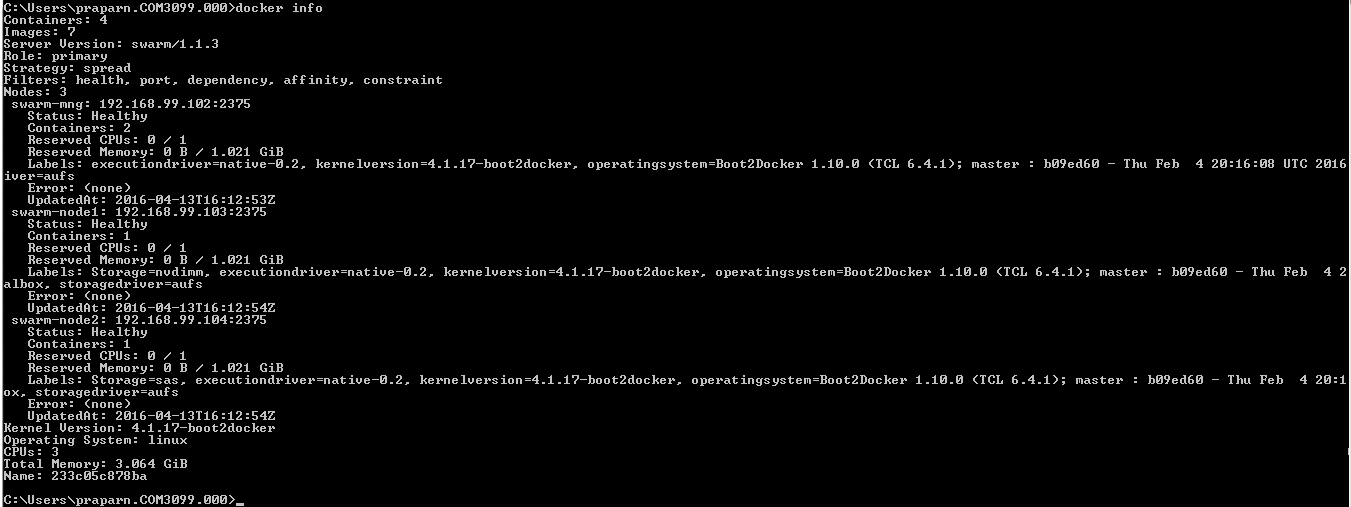 C:\Users\praparn.COM3099.000>docker info
Containers: 4
Images: 7
Server Version: swarm/1.1.3
Role: primary
Strategy: spread
Filters: health, port, dependency, affinity, constraint
Nodes: 3
 swarm-mng: 192.168.99.102:2375
   Status: Healthy
   Containers: 2
   Reserved CPUs: 0 / 1
   Reserved Memory: 0 B / 1.021 GiB
   Labels: executiondriver=native-0.2, kernelversion=4.1.17-boot2docker, operatingsystem=Boot2Docker 1.10.0 (TCL 6.4.1); master : b09ed60 - Thu Feb  4 20:16:08 UTC 2016
iver=aufs
   Error: (none)
   UpdatedAt: 2016-04-13T16:12:53Z
 swarm-node1: 192.168.99.103:2375
   Status: Healthy
   Containers: 1
   Reserved CPUs: 0 / 1
   Reserved Memory: 0 B / 1.021 GiB
   Labels: Storage=nvdimm, executiondriver=native-0.2, kernelversion=4.1.17-boot2docker, operatingsystem=Boot2Docker 1.10.0 (TCL 6.4.1); master : b09ed60 - Thu Feb  4 2
albox, storagedriver=aufs
   Error: (none)
   UpdatedAt: 2016-04-13T16:12:54Z
 swarm-node2: 192.168.99.104:2375
   Status: Healthy
   Containers: 1
   Reserved CPUs: 0 / 1
   Reserved Memory: 0 B / 1.021 GiB
   Labels: Storage=sas, executiondriver=native-0.2, kernelversion=4.1.17-boot2docker, operatingsystem=Boot2Docker 1.10.0 (TCL 6.4.1); master : b09ed60 - Thu Feb  4 20:1
ox, storagedriver=aufs
   Error: (none)
   UpdatedAt: 2016-04-13T16:12:54Z
Kernel Version: 4.1.17-boot2docker
Operating System: linux
CPUs: 3
Total Memory: 3.064 GiB
Name: 233c05c878ba
C:\Users\praparn.COM3099.000>_